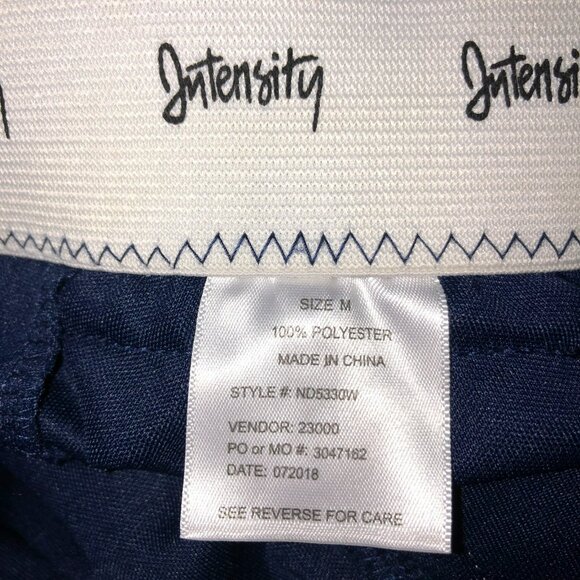 Intensity Intensi
SIZE M
100% POLYESTER
MADE IN CHINA
STYLE #: ND5330W
VENDOR: 23000
PO or MO #: 3047162
DATE: 072018
SEE REVERSE FOR CARE